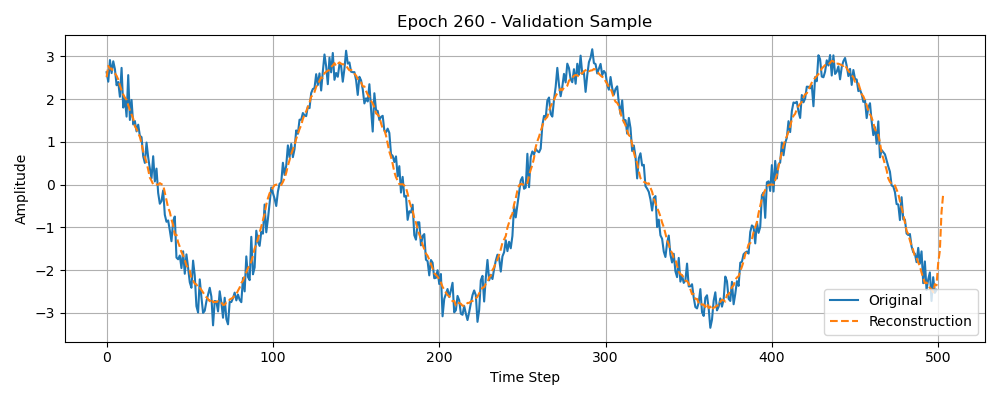 Epoch 260 - Validation Sample
Amplitude
3
2
1
0
−1
−2
−3
0 100 200 300 400 500
Time Step
Original
Reconstruction